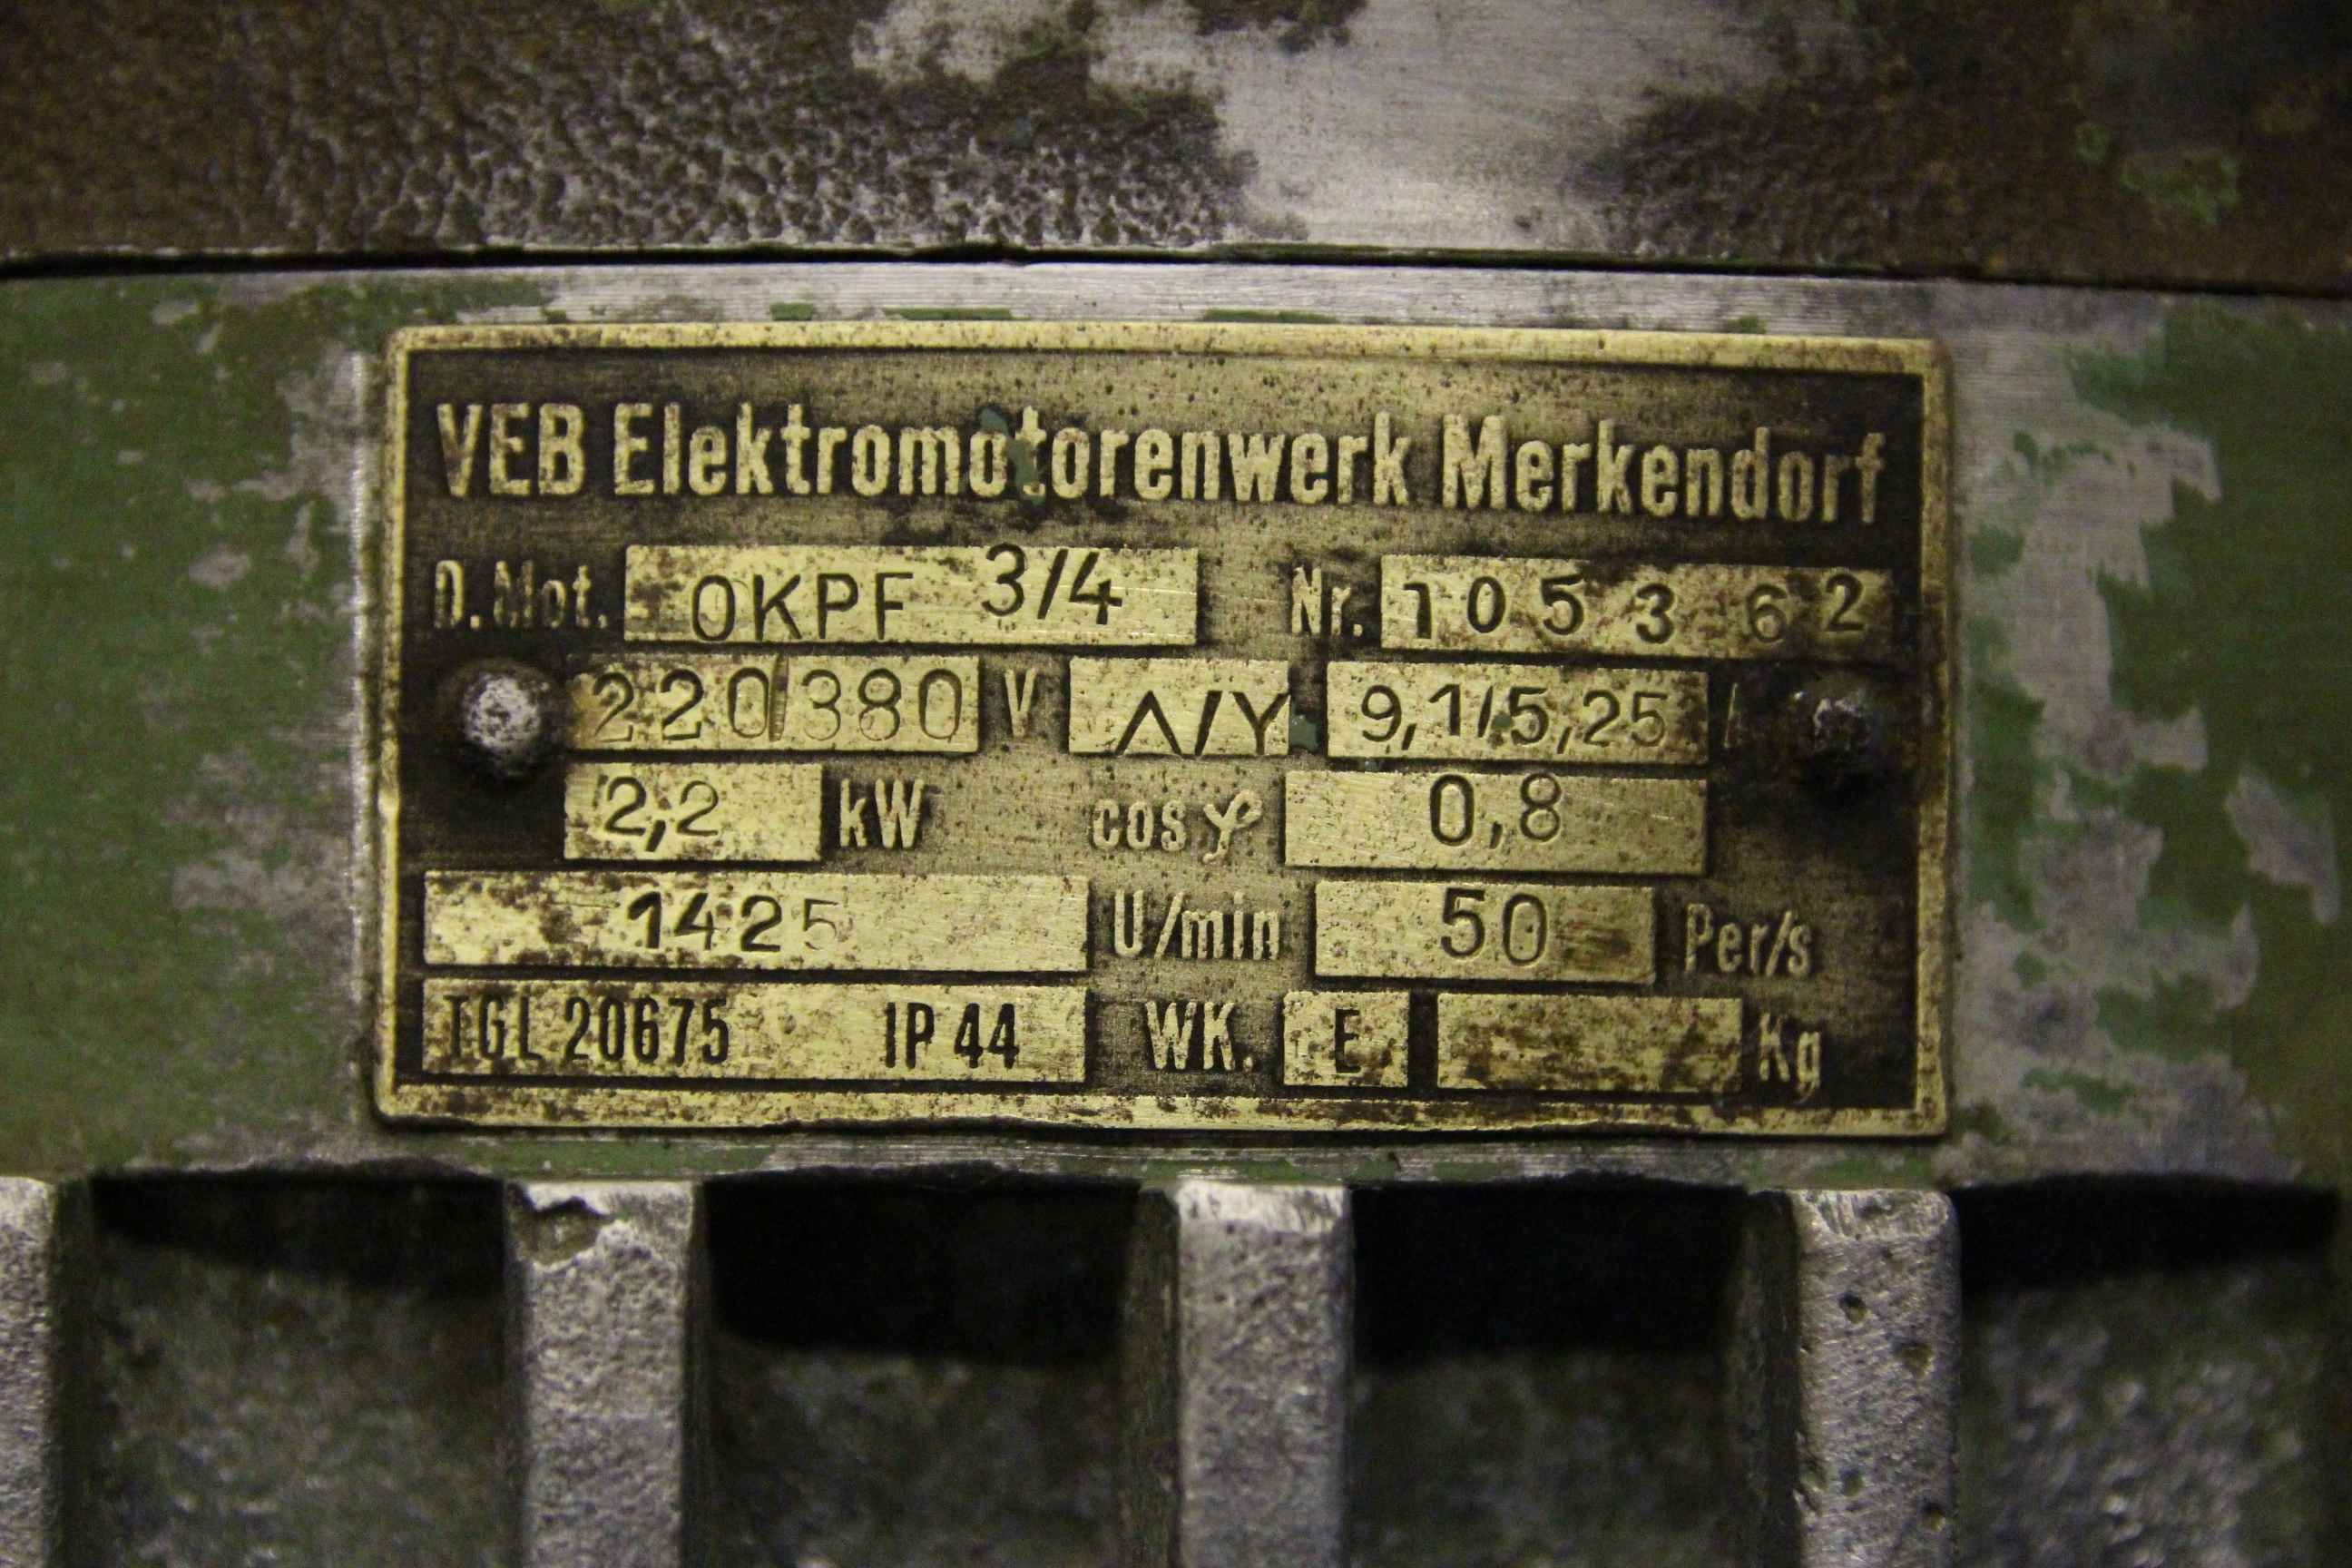 VEB Elektromotorenwerk Merkendorf
D. Mot. OKPF 3/4 Nr. 105362
220/380 V Δ/Y 9,1/5,25 A
2,2 kW cos φ 0,8
1425 U/min 50 Per/s
TGL 20675 IP 44 WK. E Kg